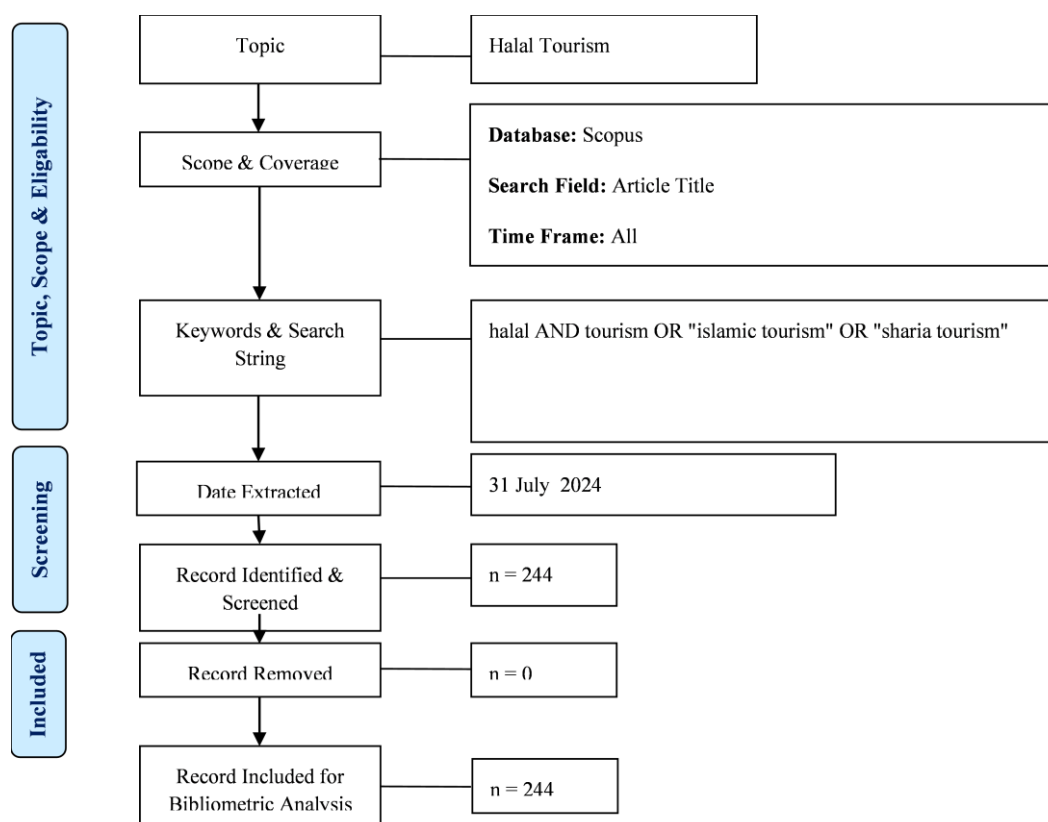 Topic, Scope & Eligability
Topic
Halal Tourism
Scope & Coverage
Database: Scopus
Search Field: Article Title
Time Frame: All
Keywords & Search
String
halal AND tourism OR "islamic tourism" OR "sharia tourism"
Screening
Date Extracted
31 July 2024
Record Identified &
Screened
n = 244
Included
Record Removed
n = 0
Record Included for
Bibliometric Analysis
n = 244